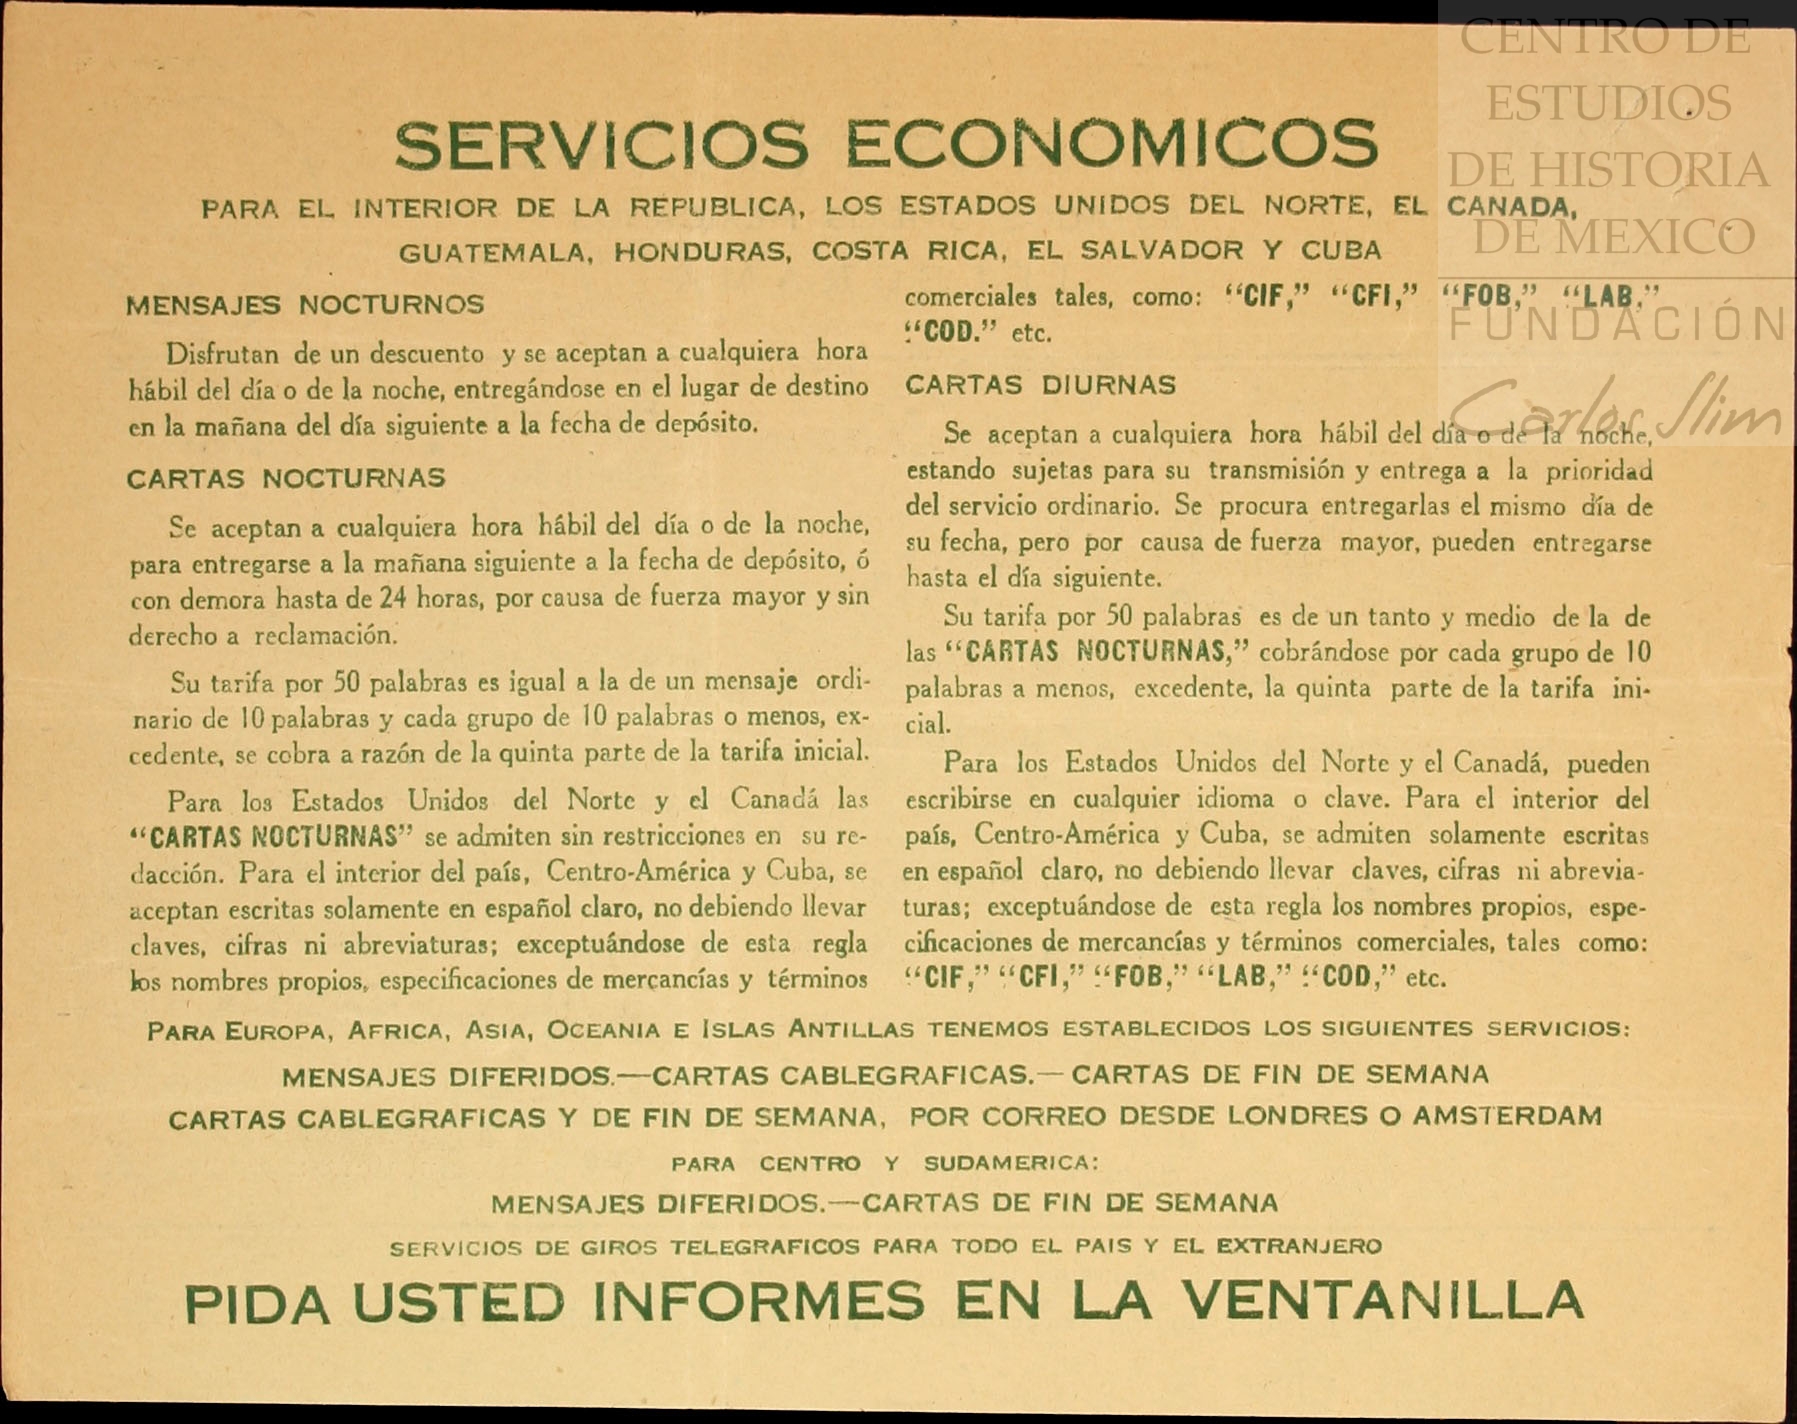 CENTRO DE
ESTUDIOS
DE HISTORIA
DE MEXICO
FUNDACIÓN
Carlos Slim
SERVICIOS ECONOMICOS
PARA EL INTERIOR DE LA REPUBLICA, LOS ESTADOS UNIDOS DEL NORTE, EL CANADA,
GUATEMALA, HONDURAS, COSTA RICA, EL SALVADOR Y CUBA
MENSAJES NOCTURNOS
Disfrutan de un descuento y se aceptan a cualquiera hora
hábil del día o de la noche, entregándose en el lugar de destino
en la mañana del día siguiente a la fecha de depósito.
CARTAS NOCTURNAS
Se aceptan a cualquiera hora hábil del día o de la noche,
para entregarse a la mañana siguiente a la fecha de depósito, ó
con demora hasta de 24 horas, por causa de fuerza mayor y sin
derecho a reclamación.
Su tarifa por 50 palabras es igual a la de un mensaje ordi-
nario de 10 palabras y cada grupo de 10 palabras o menos, ex-
cedente, se cobra a razón de la quinta parte de la tarifa inicial.
Para los Estados Unidos del Norte y el Canadá las
“CARTAS NOCTURNAS” se admiten sin restricciones en su re-
dacción. Para el interior del país, Centro-América y Cuba, se
aceptan escritas solamente en español claro, no debiendo llevar
claves, cifras ni abreviaturas; exceptuándose de esta regla
los nombres propios, especificaciones de mercancías y términos
comerciales tales, como: “CIF,” “CFI,” “FOB,” “LAB,”
“COD.” etc.
CARTAS DIURNAS
Se aceptan a cualquiera hora hábil del día o de la noche,
estando sujetas para su transmisión y entrega a la prioridad
del servicio ordinario. Se procura entregarlas el mismo día de
su fecha, pero por causa de fuerza mayor, pueden entregarse
hasta el día siguiente.
Su tarifa por 50 palabras es de un tanto y medio de la de
las “CARTAS NOCTURNAS,” cobrándose por cada grupo de 10
palabras a menos, excedente, la quinta parte de la tarifa ini-
cial.
Para los Estados Unidos del Norte y el Canadá, pueden
escribirse en cualquier idioma o clave. Para el interior del
país, Centro-América y Cuba, se admiten solamente escritas
en español claro, no debiendo llevar claves, cifras ni abrevia-
turas; exceptuándose de esta regla los nombres propios, espe-
cificaciones de mercancías y términos comerciales, tales como:
“CIF,” “CFI,” “FOB,” “LAB,” “COD,” etc.
PARA EUROPA, AFRICA, ASIA, OCEANIA E ISLAS ANTILLAS TENEMOS ESTABLECIDOS LOS SIGUIENTES SERVICIOS:
MENSAJES DIFERIDOS.—CARTAS CABLEGRAFICAS.—CARTAS DE FIN DE SEMANA
CARTAS CABLEGRAFICAS Y DE FIN DE SEMANA, POR CORREO DESDE LONDRES O AMSTERDAM
PARA CENTRO Y SUDAMERICA:
MENSAJES DIFERIDOS.—CARTAS DE FIN DE SEMANA
SERVICIOS DE GIROS TELEGRAFICOS PARA TODO EL PAIS Y EL EXTRANJERO
PIDA USTED INFORMES EN LA VENTANILLA